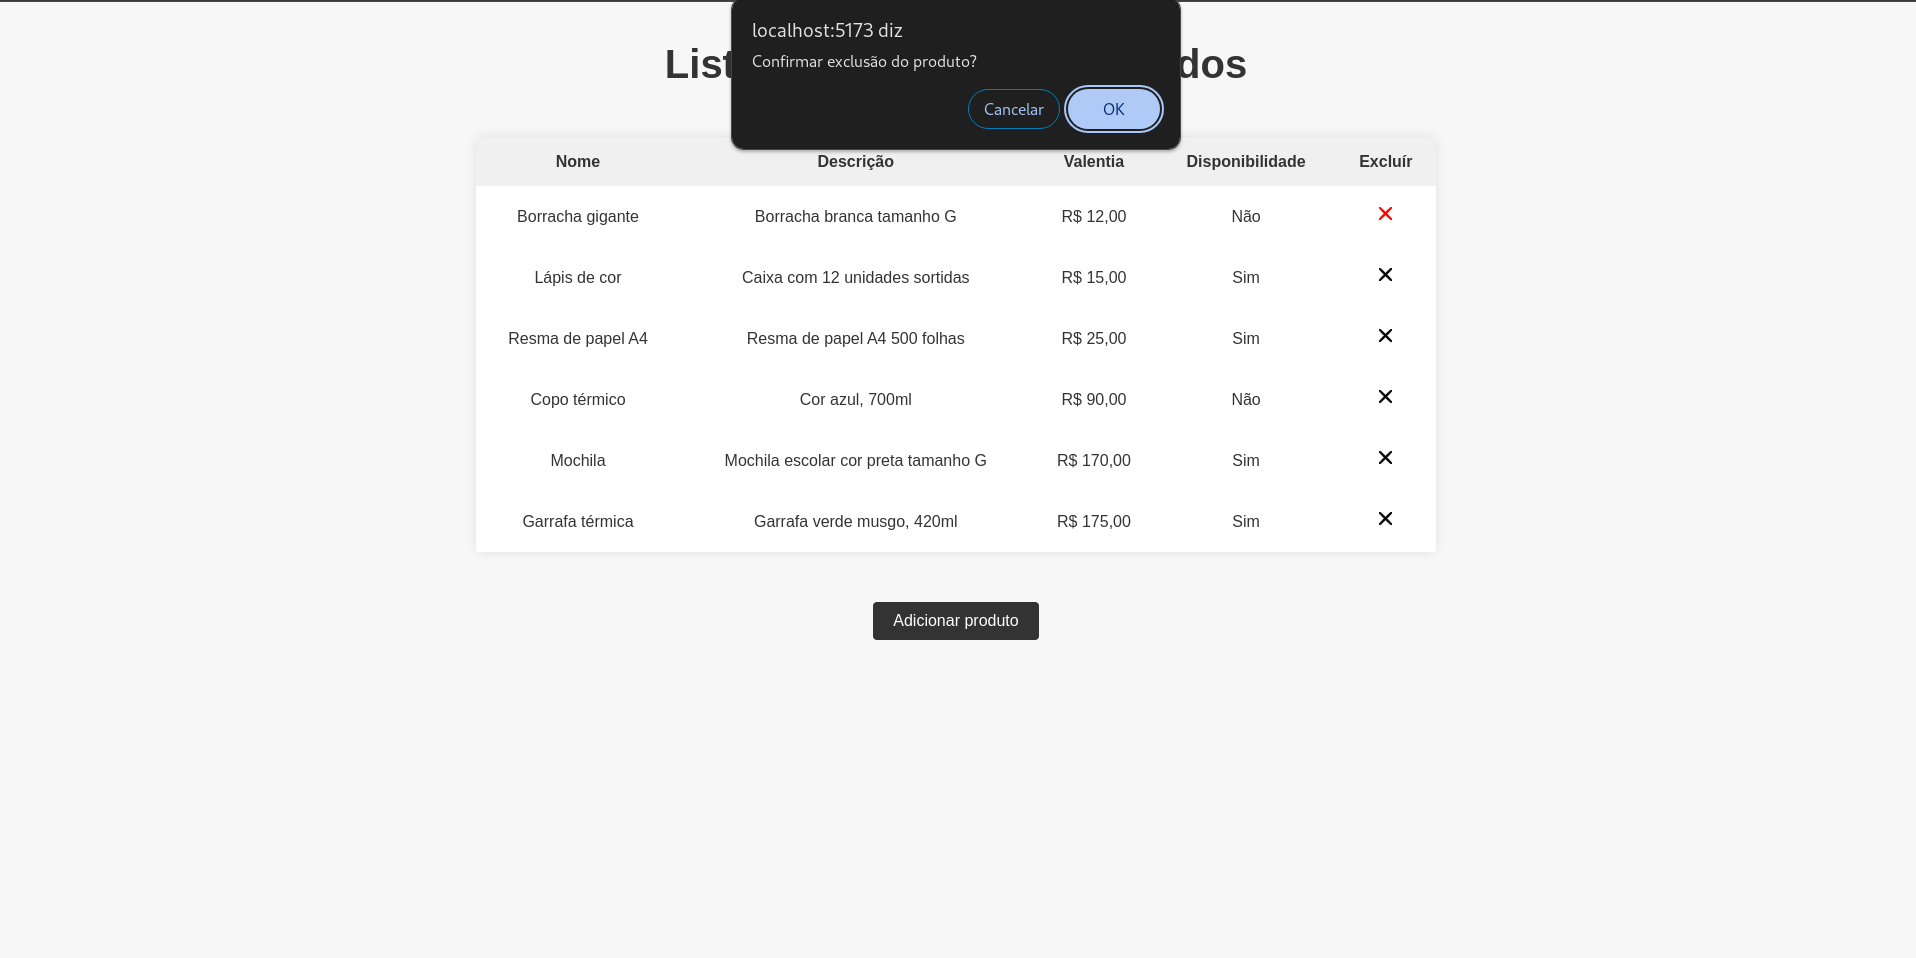 localhost:5173 diz
Confirmar exclusão do produto?
Cancelar OK
Nome Descrição Valentia Disponibilidade Excluír
Borracha gigante Borracha branca tamanho G R$ 12,00 Não
Lápis de cor Caixa com 12 unidades sortidas R$ 15,00 Sim
Resma de papel A4 Resma de papel A4 500 folhas R$ 25,00 Sim
Copo térmico Cor azul, 700ml R$ 90,00 Não
Mochila Mochila escolar cor preta tamanho G R$ 170,00 Sim
Garrafa térmica Garrafa verde musgo, 420ml R$ 175,00 Sim
Adicionar produto